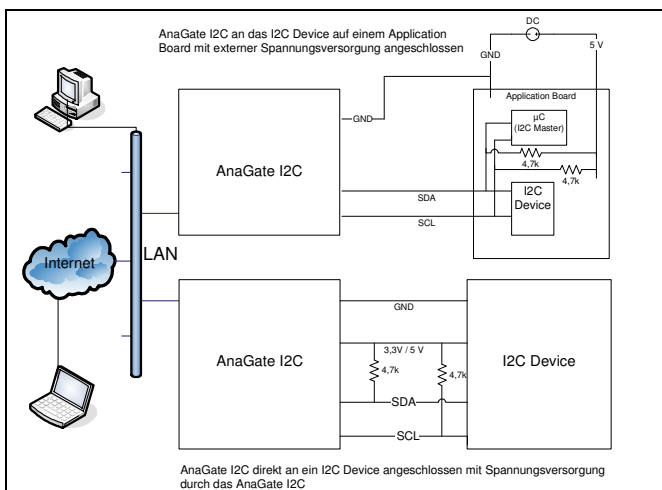 AnaGate I2C an das I2C Device auf einem Application
Board mit externer Spannungsversorgung angeschlossen
DC
GND
5 V
Application Board
GND
µC
(I2C Master)
4,7k
4,7k
AnaGate I2C
I2C
Device
SDA
SCL
LAN
Internet
GND
3,3V / 5 V
4,7k
4,7k
AnaGate I2C
I2C Device
SDA
SCL
AnaGate I2C direkt an ein I2C Device angeschlossen mit Spannungsversorgung
durch das AnaGate I2C